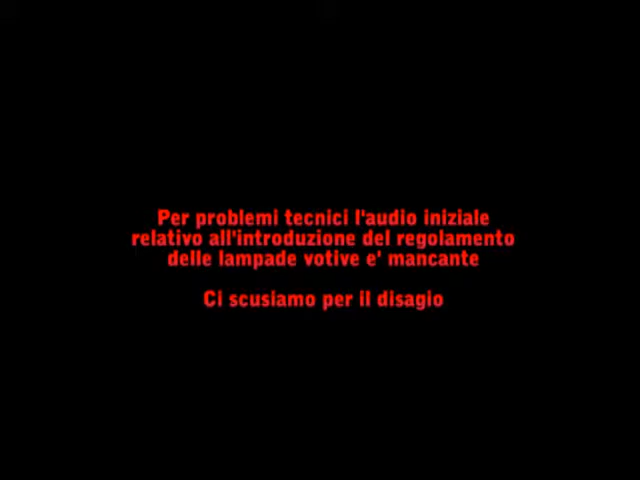 Per problemi tecnici l'audio iniziale
relativo all'introduzione del regolamento
delle lampade votive e' mancante
Ci scusiamo per il disagio